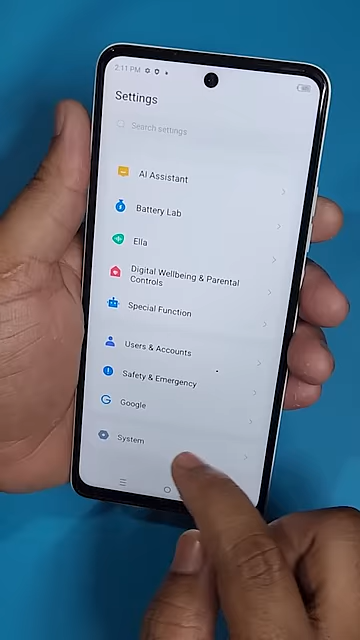 2:11 PM
Settings
Search settings
AI Assistant
Battery Lab
Ella
Digital Wellbeing & Parental
Controls
Special Function
Users & Accounts
Safety & Emergency
Google
System